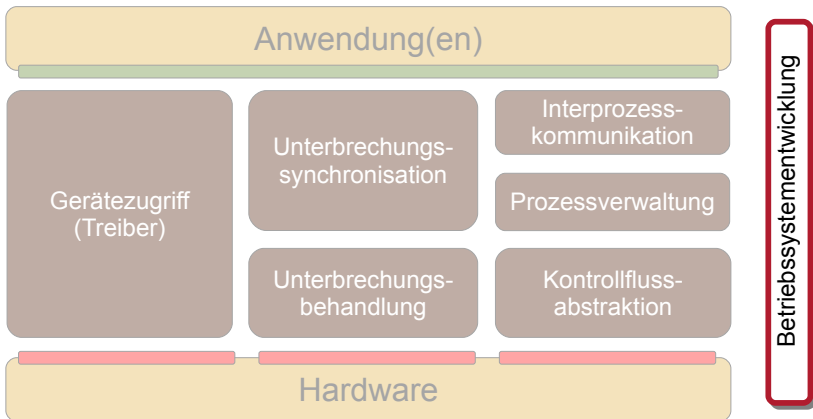 Anwendung(en)
Gerätezugriff
(Treiber)
Unterbrechungs-
synchronisation
Unterbrechungs-
behandlung
Interprozess-
kommunikation
Prozessverwaltung
Kontrollfluss-
abstraktion
Hardware
Betriebssystementwicklung